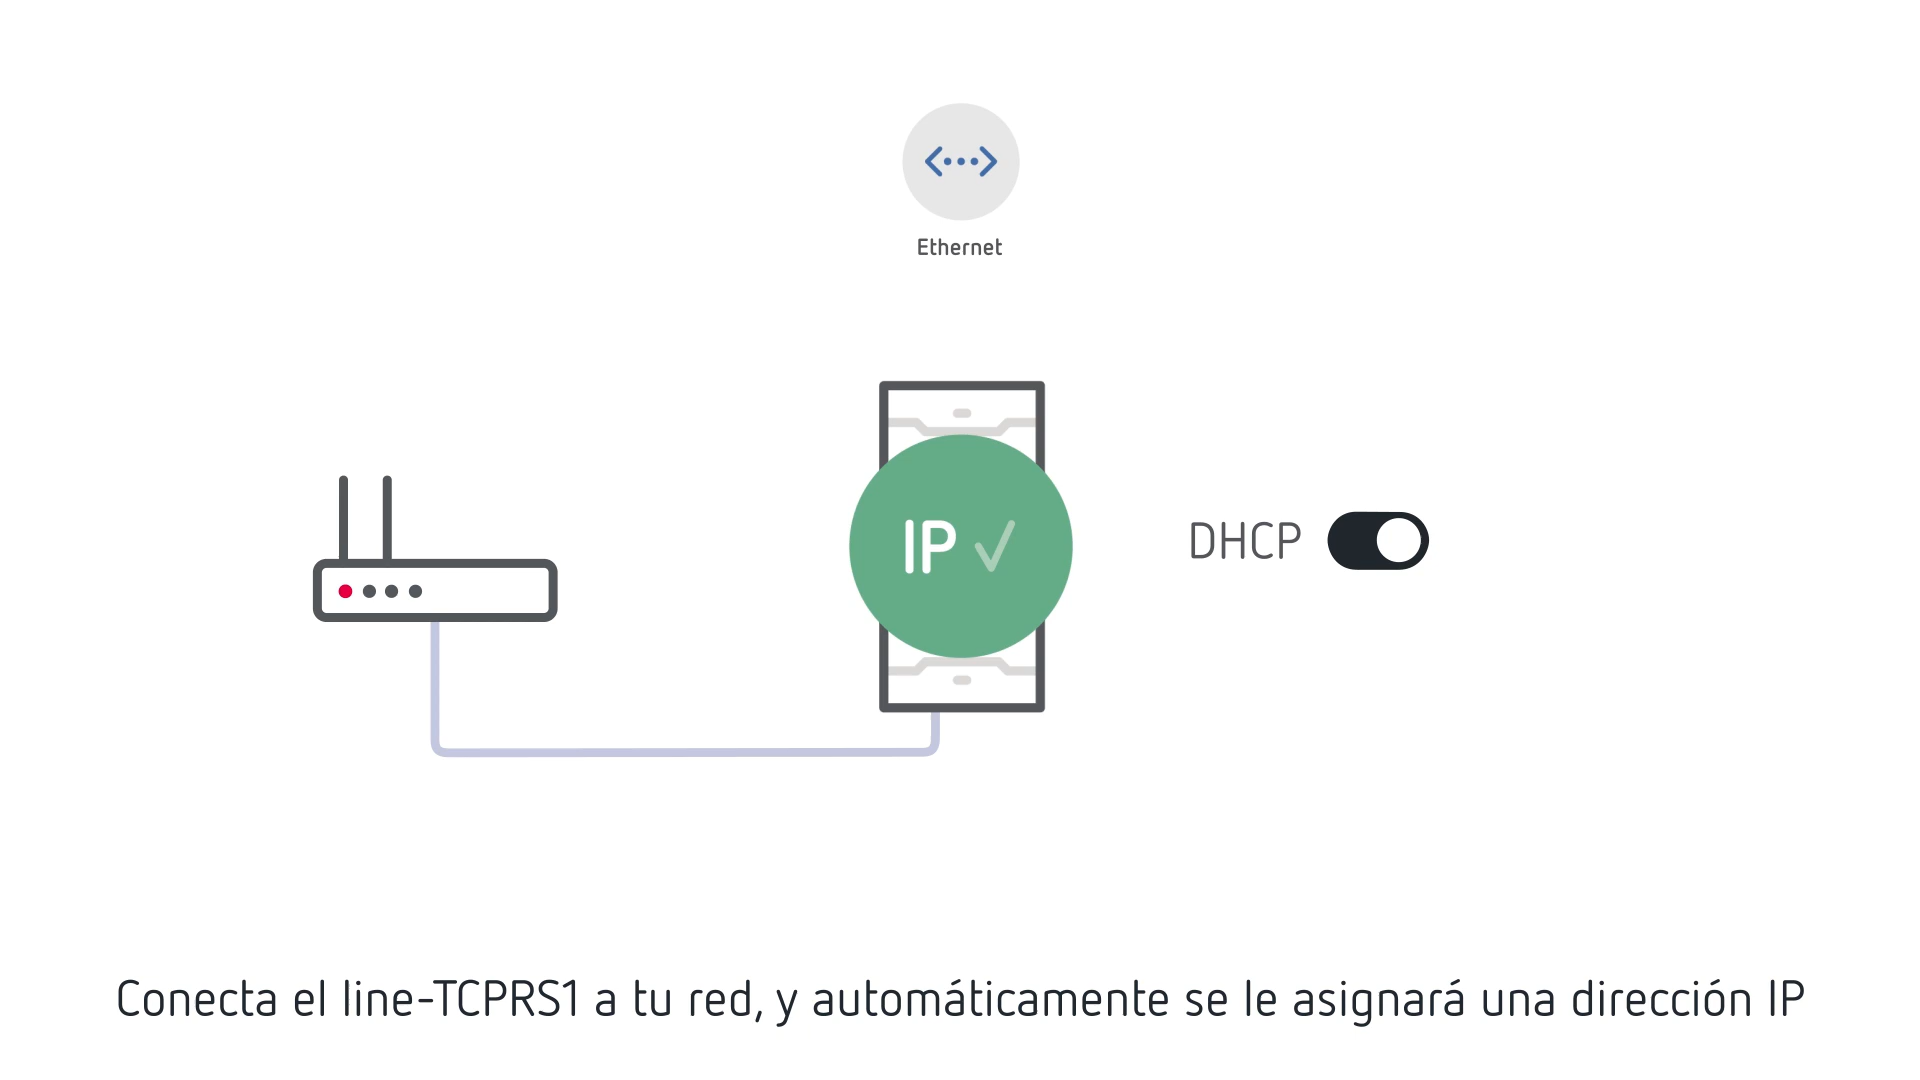 Ethernet
IP
DHCP
Conecta el line-TCPRS1 a tu red, y automáticamente se le asignará una dirección IP